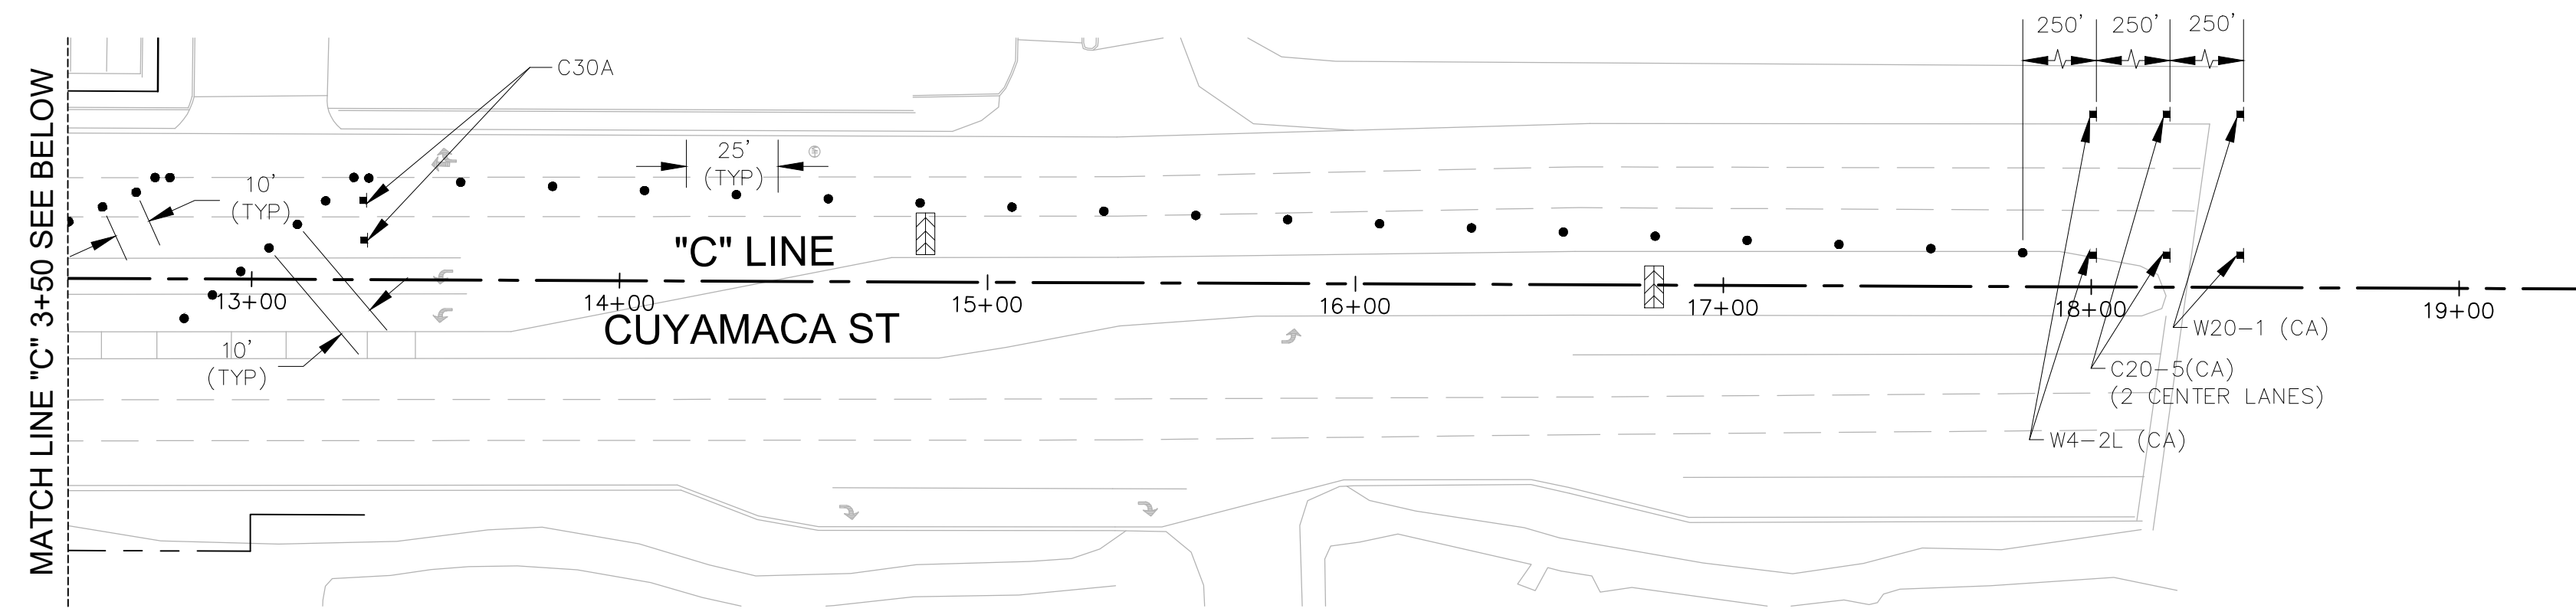 MATCH LINE "C" 3+50 SEE BELOW
C30A
250'
250'
250'
25'
(TYP)
10'
(TYP)
"C" LINE
13+00
14+00
15+00
16+00
17+00
18+00
19+00
CUYAMACA ST
10'
(TYP)
W20-1 (CA)
C20-5(CA)
(2 CENTER LANES)
W4-2L (CA)